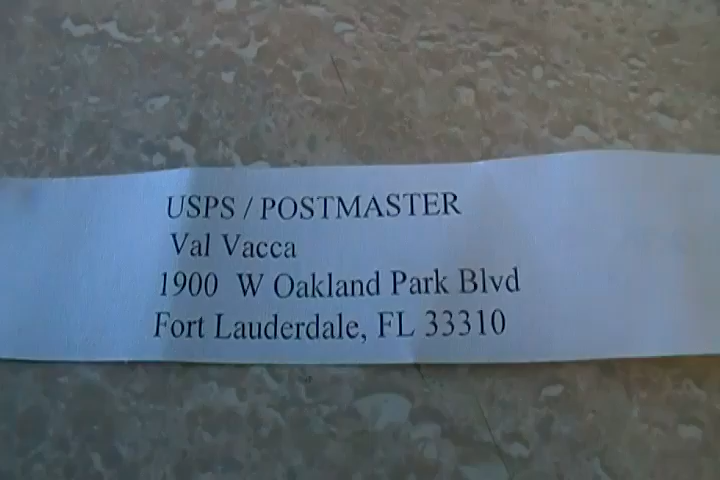 USPS / POSTMASTER
Val Vacca
1900 W Oakland Park Blvd
Fort Lauderdale, FL 33310